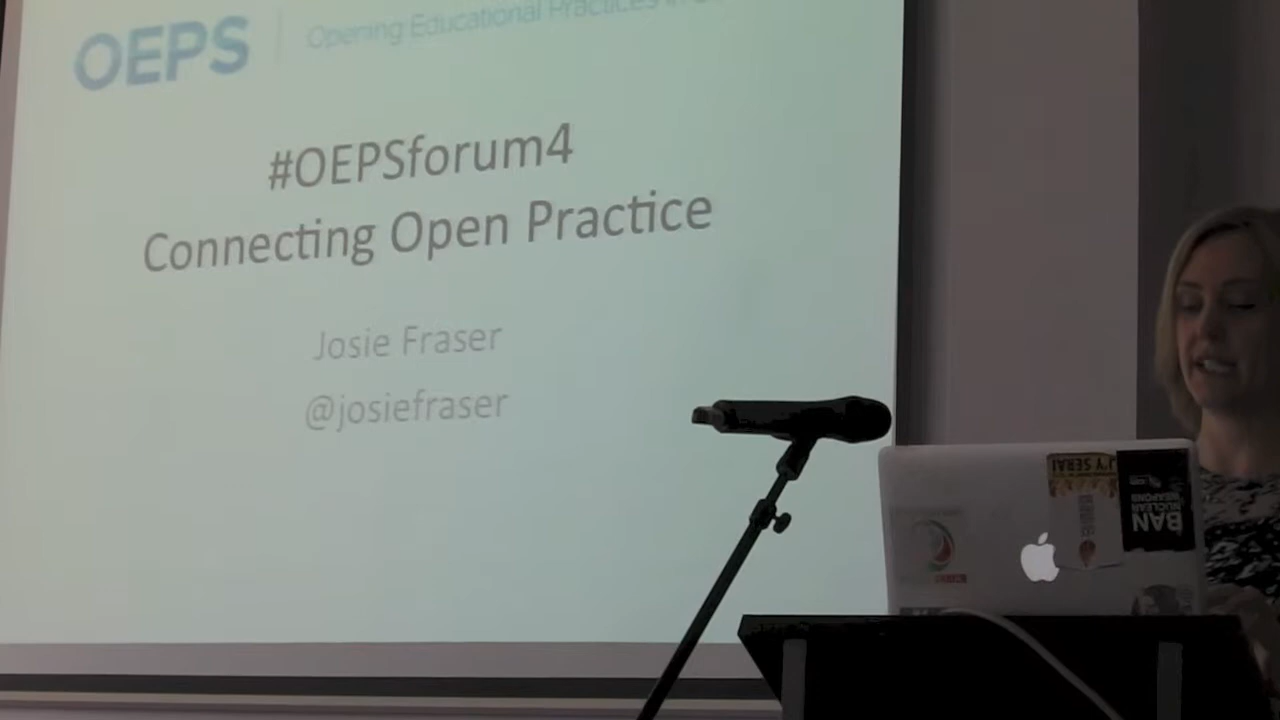 OEPS
Opening Educational Practices
#OEPSforum4
Connecting Open Practice
Josie Fraser
@josiefraser
BAN
NUCLEAR
WEAPONS